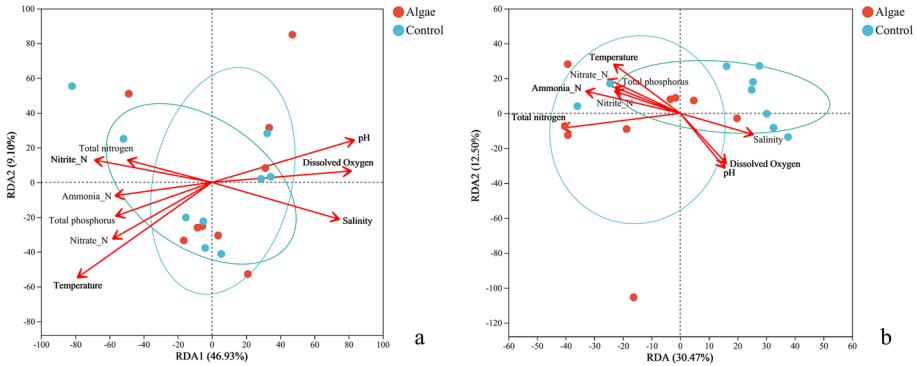 Algae
Control
RDA2 (9.10%)
100
80
60
40
20
0
-20
-40
-60
-80
-100
-80
-60
-40
-20
0
20
40
60
80
100
RDA1 (46.93%)
pH
Total nitrogen
Nitrite_N
Dissolved Oxygen
Ammonia_N
Total phosphorus
Salinity
Nitrate_N
Temperature
a
Algae
Control
RDA2 (12.50%)
60
40
20
0
-20
-40
-60
-80
-100
-120
-60
-50
-40
-30
-20
-10
0
10
20
30
40
50
60
RDA (30.47%)
Temperature
Nitrate_N
Total phosphorus
Ammonia_N
Nitrite_N
Total nitrogen
Salinity
Dissolved Oxygen
pH
b